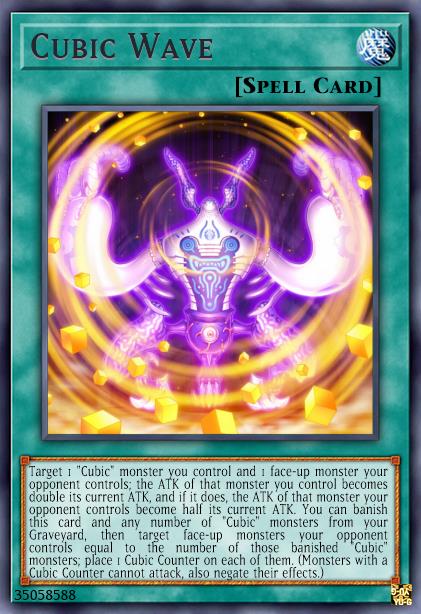 Cubic Wave
魔
[Spell Card]
Target 1 "Cubic" monster you control and 1 face-up monster your
opponent controls; the ATK of that monster you control becomes
double its current ATK, and if it does, the ATK of that monster your
opponent controls become half its current ATK. You can banish
this card and any number of "Cubic" monsters from your
Graveyard, then target face-up monsters your opponent
controls equal to the number of those banished "Cubic"
monsters; place 1 Cubic Counter on each of them. (Monsters with a
Cubic Counter cannot attack, also negate their effects.)
35058588